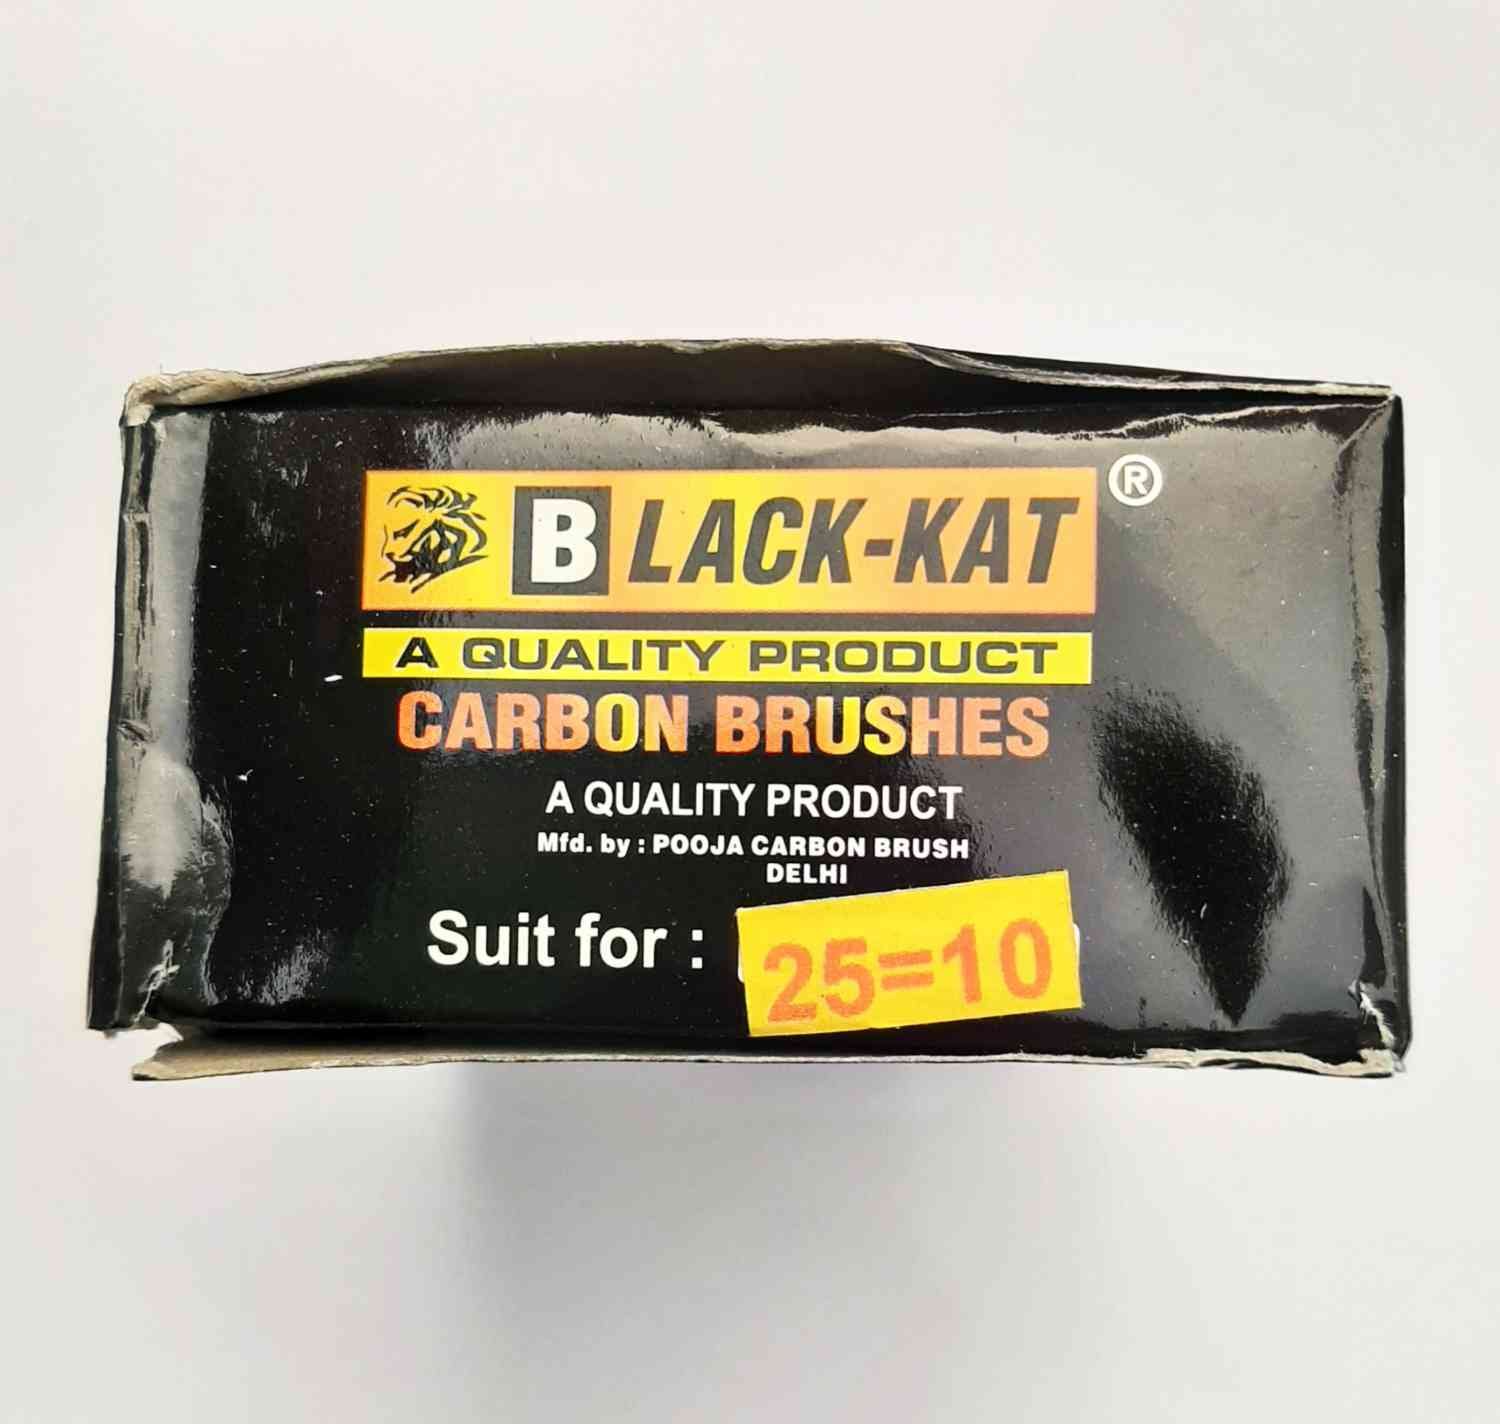 BLACK-KAT ®
A QUALITY PRODUCT
CARBON BRUSHES
A QUALITY PRODUCT
Mfd. by : POOJA CARBON BRUSH
DELHI
Suit for : 25=10